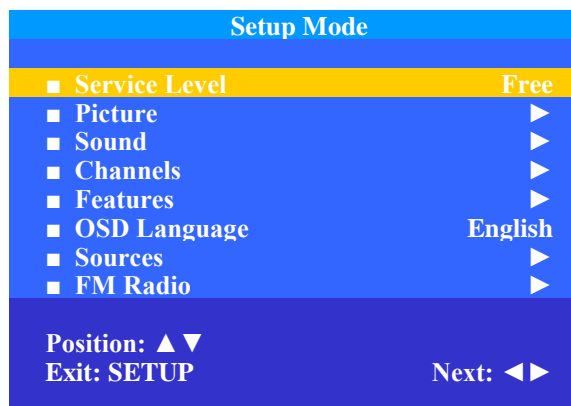 Setup Mode
■ Service Level Free
■ Picture ►
■ Sound ►
■ Channels ►
■ Features ►
■ OSD Language English
■ Sources ►
■ FM Radio ►
Position: ▲▼
Exit: SETUP Next: ◄►